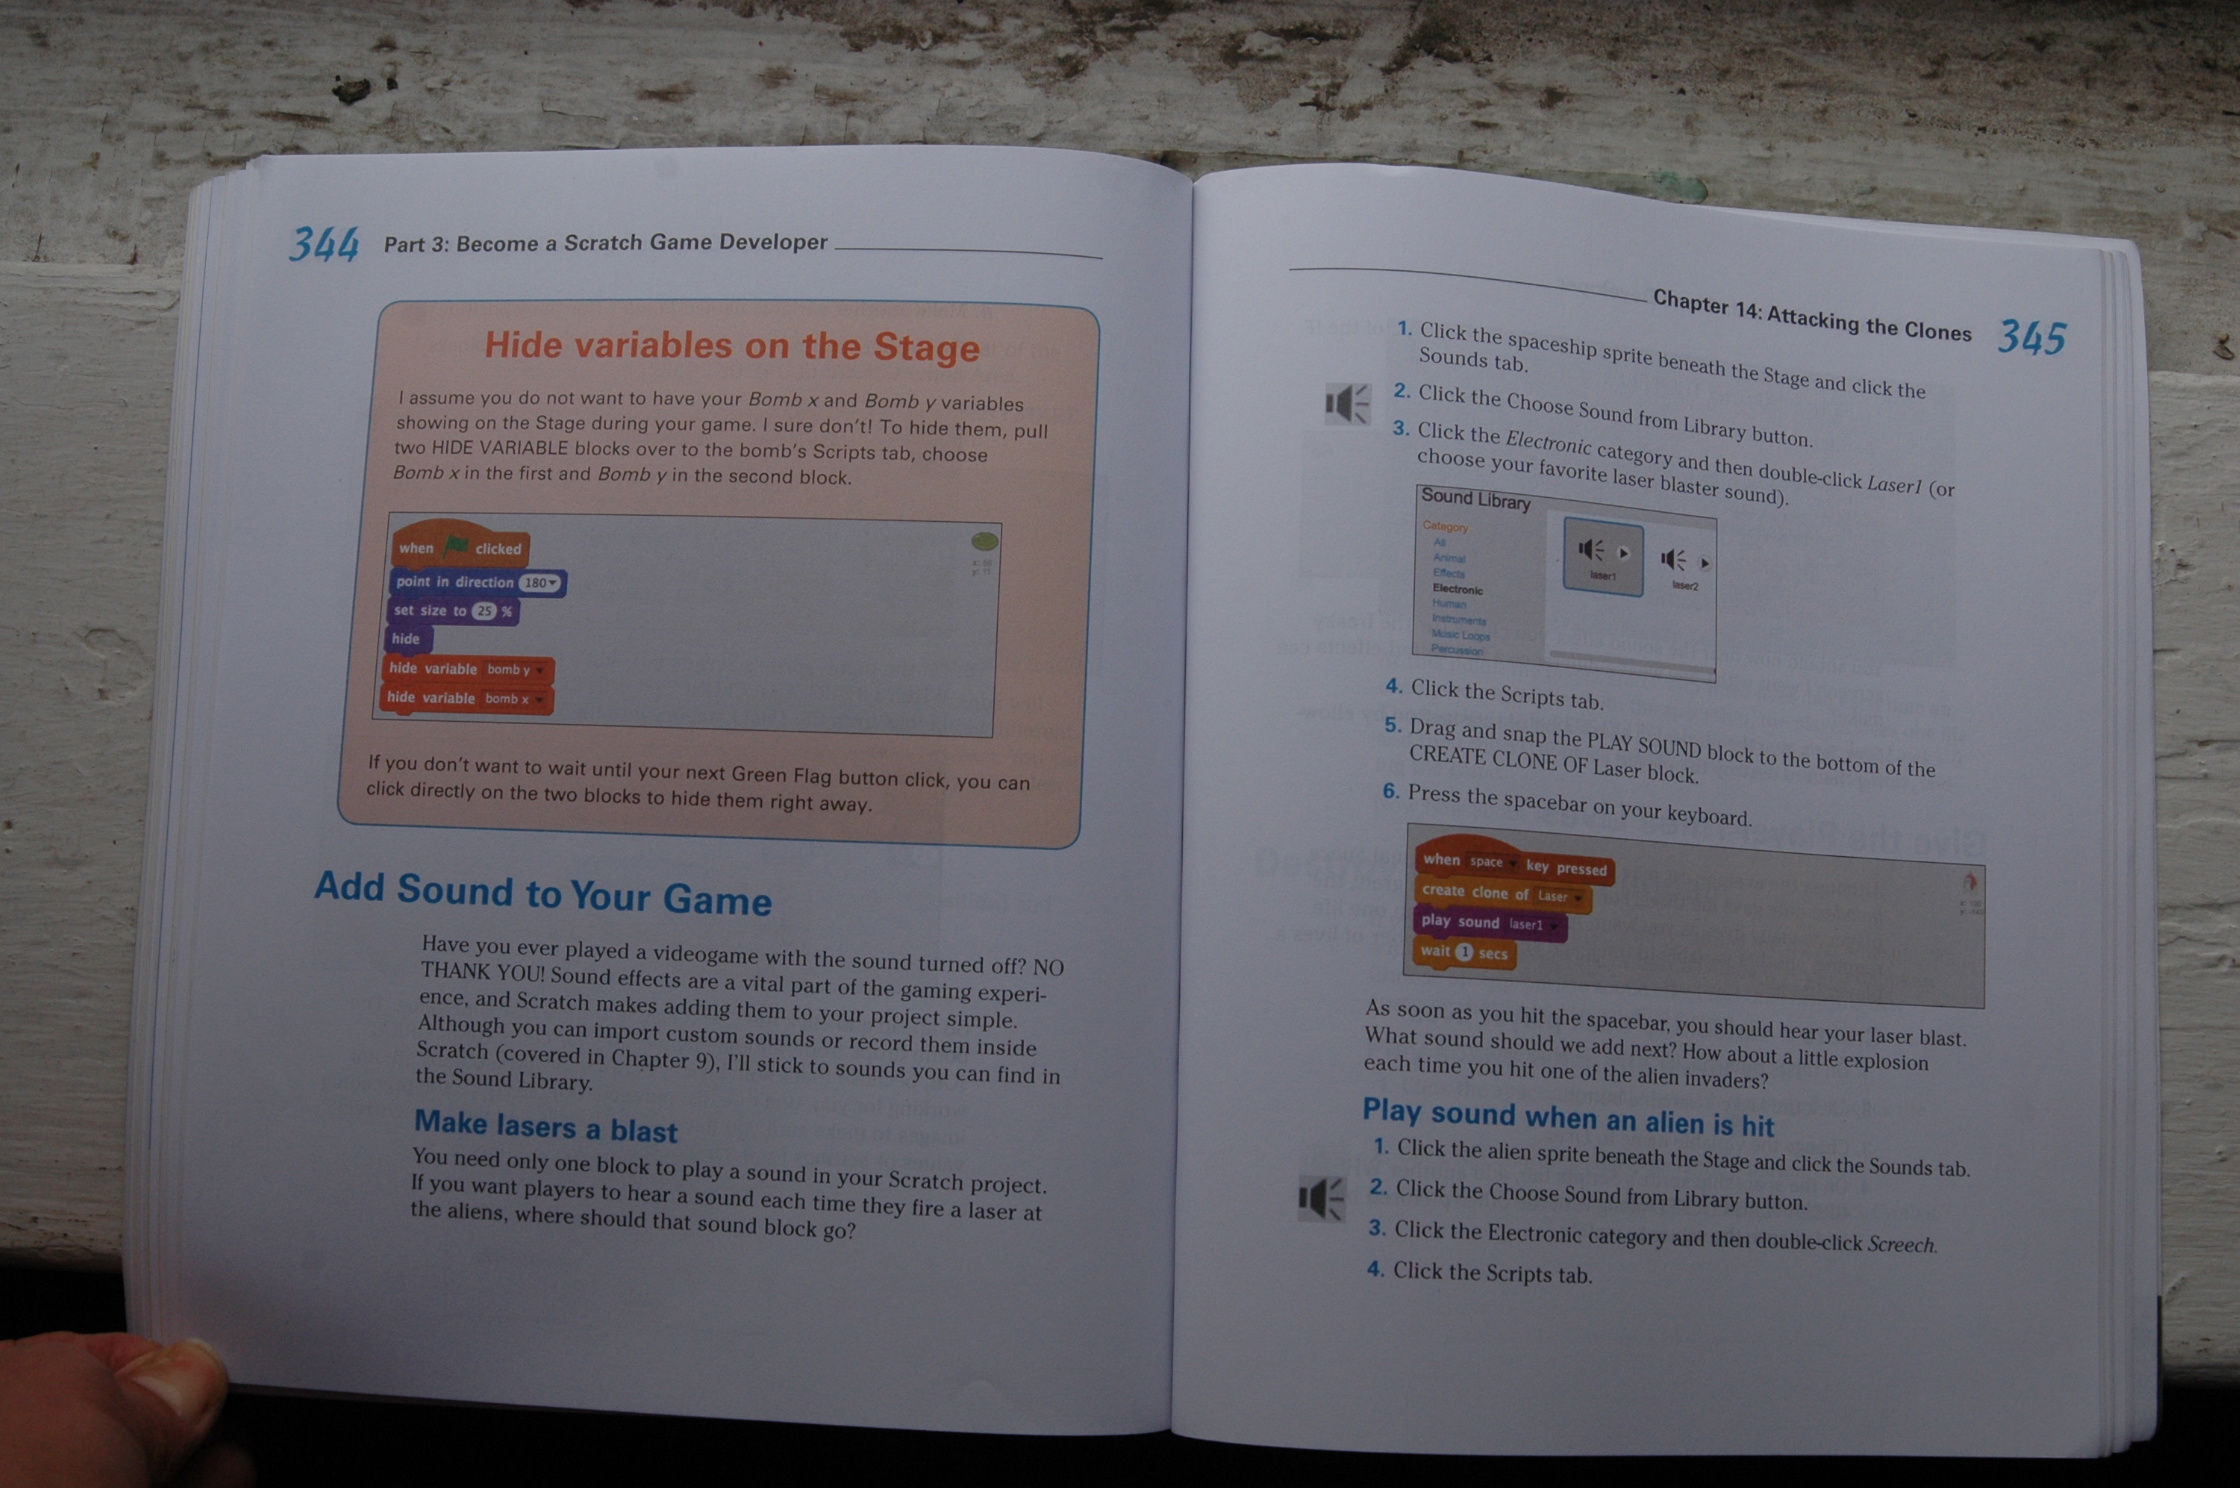 344 Part 3: Become a Scratch Game Developer
Hide variables on the Stage
I assume you do not want to have your Bomb x and Bomb y variables
showing on the Stage during your game. I sure don't! To hide them, pull
two HIDE VARIABLE blocks over to the bomb's Scripts tab, choose
Bomb x in the first and Bomb y in the second block.
when clicked
point in direction 180
set size to 25 %
hide
hide variable bomb y
hide variable bomb x
If you don't want to wait until your next Green Flag button click, you can
click directly on the two blocks to hide them right away.
Add Sound to Your Game
Have you ever played a videogame with the sound turned off? NO
THANK YOU! Sound effects are a vital part of the gaming experi-
ence, and Scratch makes adding them to your project simple.
Although you can import custom sounds or record them inside
Scratch (covered in Chapter 9), I'll stick to sounds you can find in
the Sound Library.
Make lasers a blast
You need only one block to play a sound in your Scratch project.
If you want players to hear a sound each time they fire a laser at
the aliens, where should that sound block go?
Chapter 14: Attacking the Clones 345
1. Click the spaceship sprite beneath the Stage and click the
Sounds tab.
2. Click the Choose Sound from Library button.
3. Click the Electronic category and then double-click Laser1 (or
choose your favorite laser blaster sound).
Sound Library
Category
All
Animal
Effects
Electronic
Human
Instruments
Music Loops
Percussion
laser1
laser2
4. Click the Scripts tab.
5. Drag and snap the PLAY SOUND block to the bottom of the
CREATE CLONE OF Laser block.
6. Press the spacebar on your keyboard.
when space key pressed
create clone of Laser
play sound laser1
wait 1 secs
As soon as you hit the spacebar, you should hear your laser blast.
What sound should we add next? How about a little explosion
each time you hit one of the alien invaders?
Play sound when an alien is hit
1. Click the alien sprite beneath the Stage and click the Sounds tab.
2. Click the Choose Sound from Library button.
3. Click the Electronic category and then double-click Screech.
4. Click the Scripts tab.